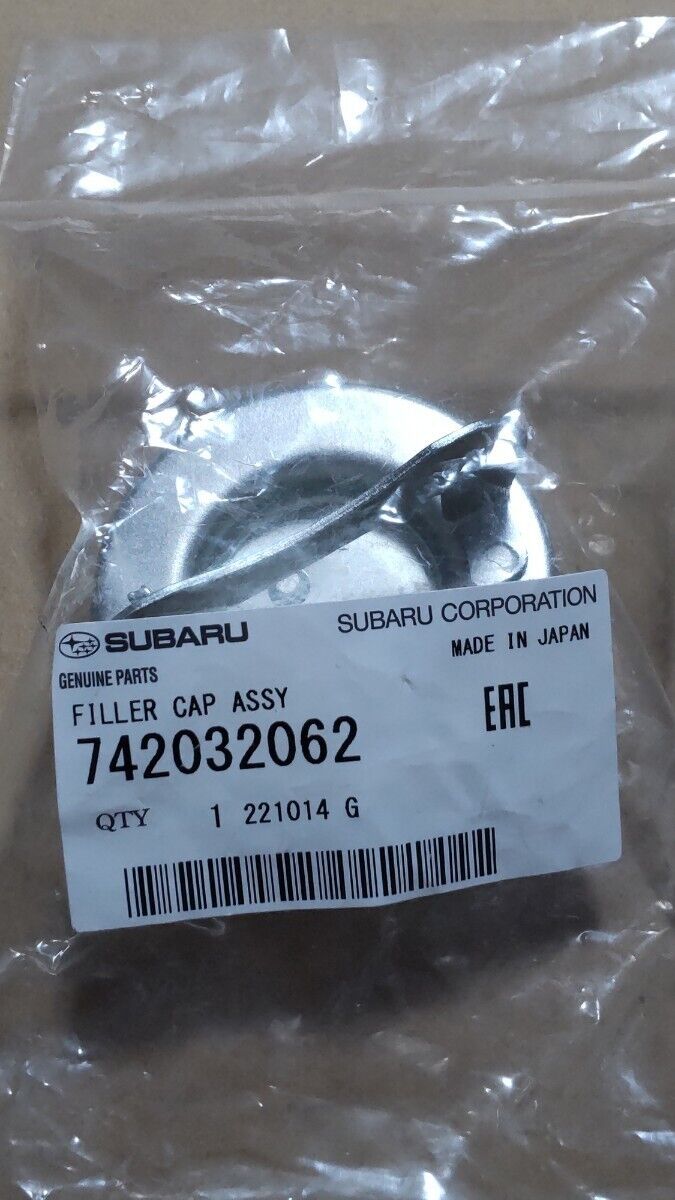 SUBARU
SUBARU CORPORATION
GENUINE PARTS
MADE IN JAPAN
FILLER CAP ASSY
EAC
742032062
QTY 1 221014 G